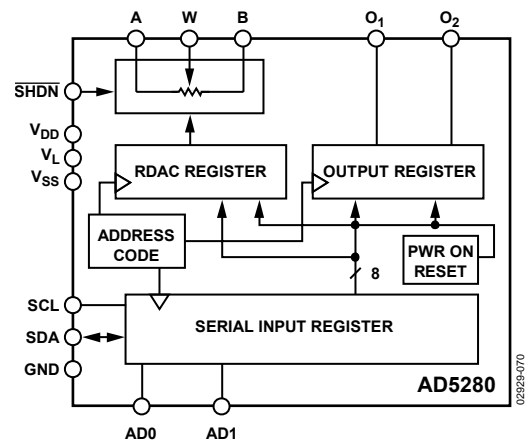 A W B O1 O2
SHDN
VDD
VL
VSS
RDAC REGISTER
OUTPUT REGISTER
ADDRESS
CODE
PWR ON
RESET
8
SCL
SDA
GND
SERIAL INPUT REGISTER
AD5280
AD0 AD1
02929-070